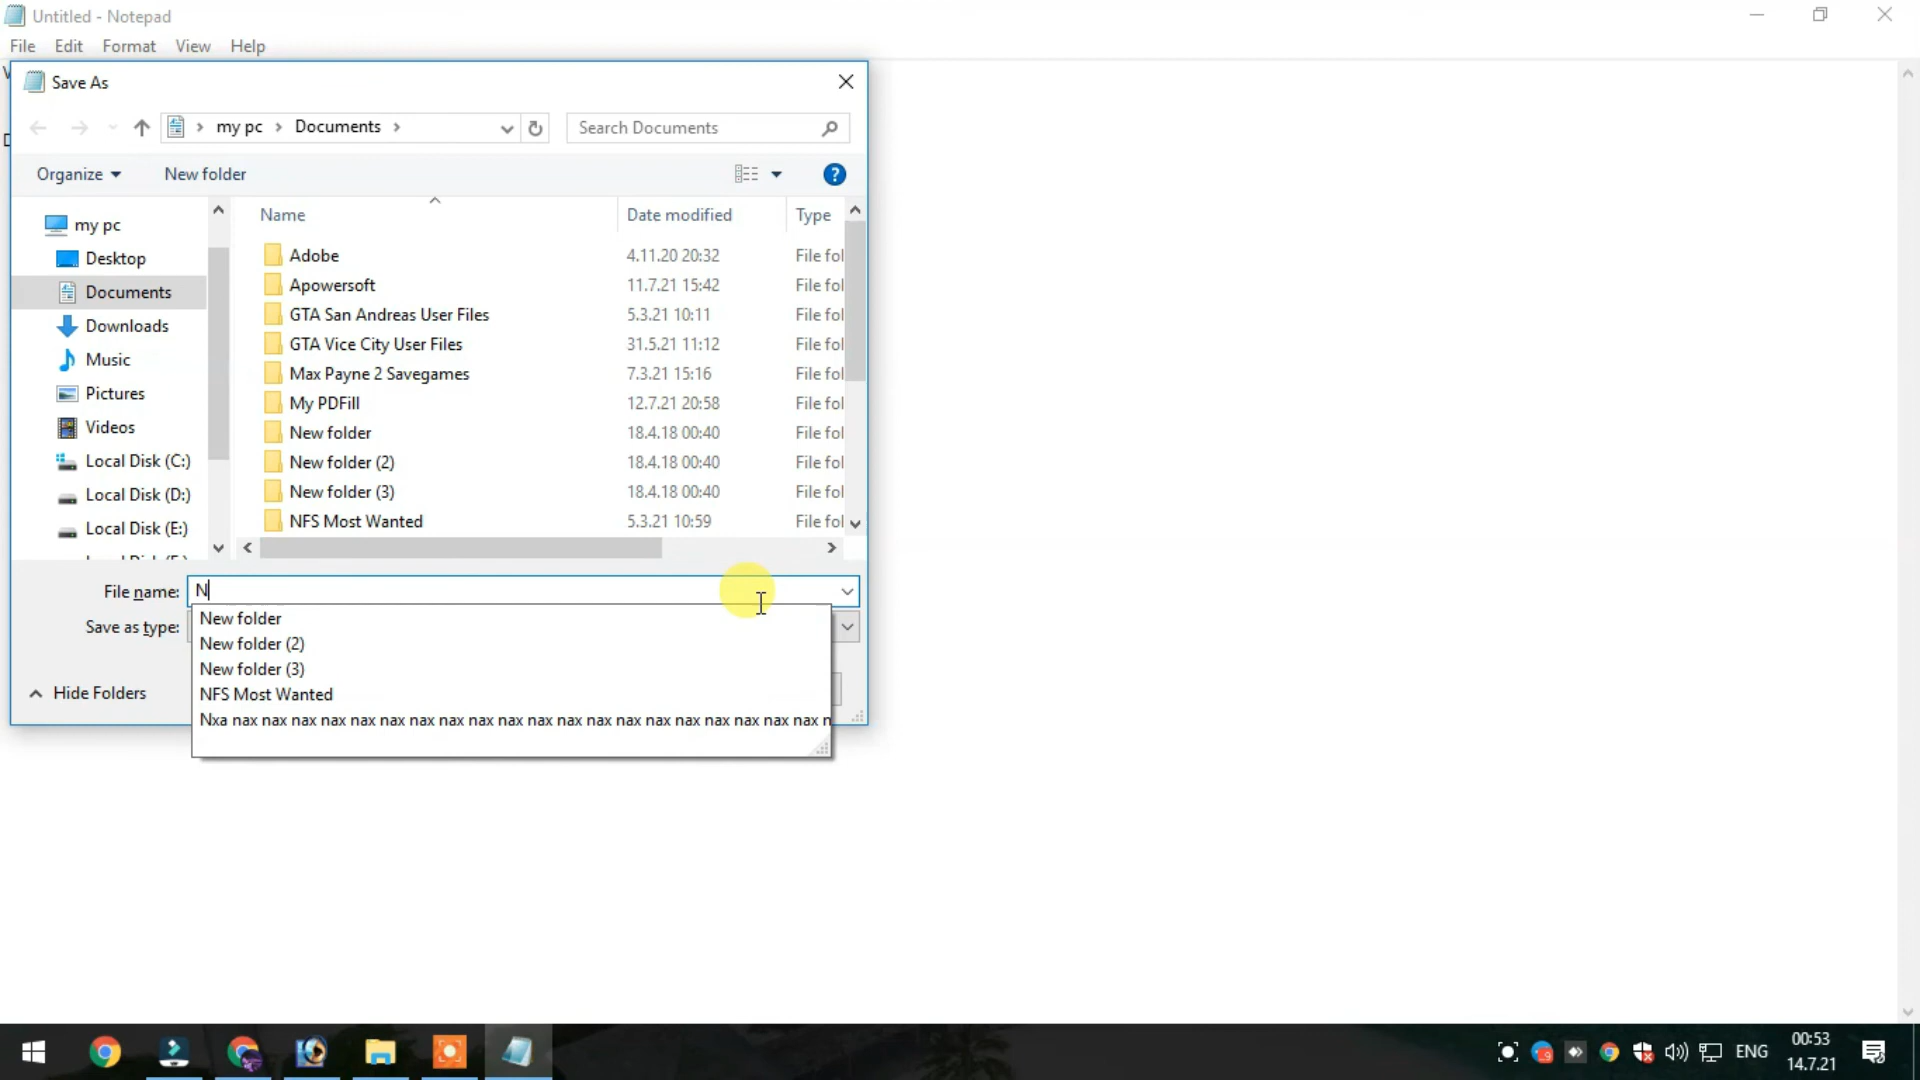 Untitled - Notepad
File Edit Format View Help
Save As
my pc Documents
Search Documents
Organize New folder
Name Date modified Type
my pc
Desktop
Documents
Downloads
Music
Pictures
Videos
Local Disk (C:)
Local Disk (D:)
Local Disk (E:)
Adobe 4.11.20 20:32 File fol
Apowersoft 11.7.21 15:42 File fol
GTA San Andreas User Files 5.3.21 10:11 File fol
GTA Vice City User Files 31.5.21 11:12 File fol
Max Payne 2 Savegames 7.3.21 15:16 File fol
My PDFill 12.7.21 20:58 File fol
New folder 18.4.18 00:40 File fol
New folder (2) 18.4.18 00:40 File fol
New folder (3) 18.4.18 00:40 File fol
NFS Most Wanted 5.3.21 10:59 File fol
File name: N
Save as type:
New folder
New folder (2)
New folder (3)
NFS Most Wanted
Nxa nax nax nax nax nax nax nax nax nax nax nax nax nax nax nax nax nax nax nax nax n
Hide Folders
ENG
00:53
14.7.21